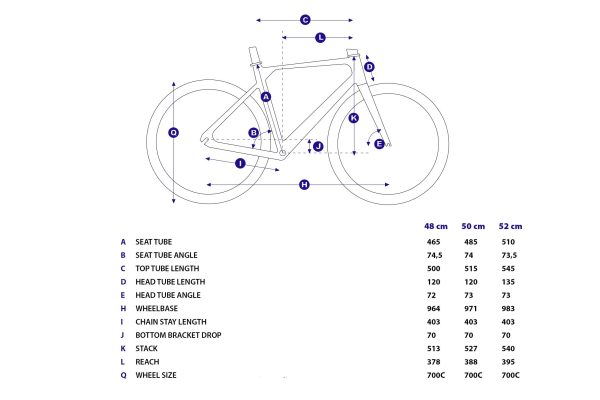 C
L
D
A
K
Q
B
E
J
I
H
48 cm 50 cm 52 cm
A SEAT TUBE 465 485 510
B SEAT TUBE ANGLE 74,5 74 73,5
C TOP TUBE LENGTH 500 515 545
D HEAD TUBE LENGTH 120 120 135
E HEAD TUBE ANGLE 72 73 73
H WHEELBASE 964 971 983
I CHAIN STAY LENGTH 403 403 403
J BOTTOM BRACKET DROP 70 70 70
K STACK 513 527 540
L REACH 378 388 395
Q WHEEL SIZE 700C 700C 700C